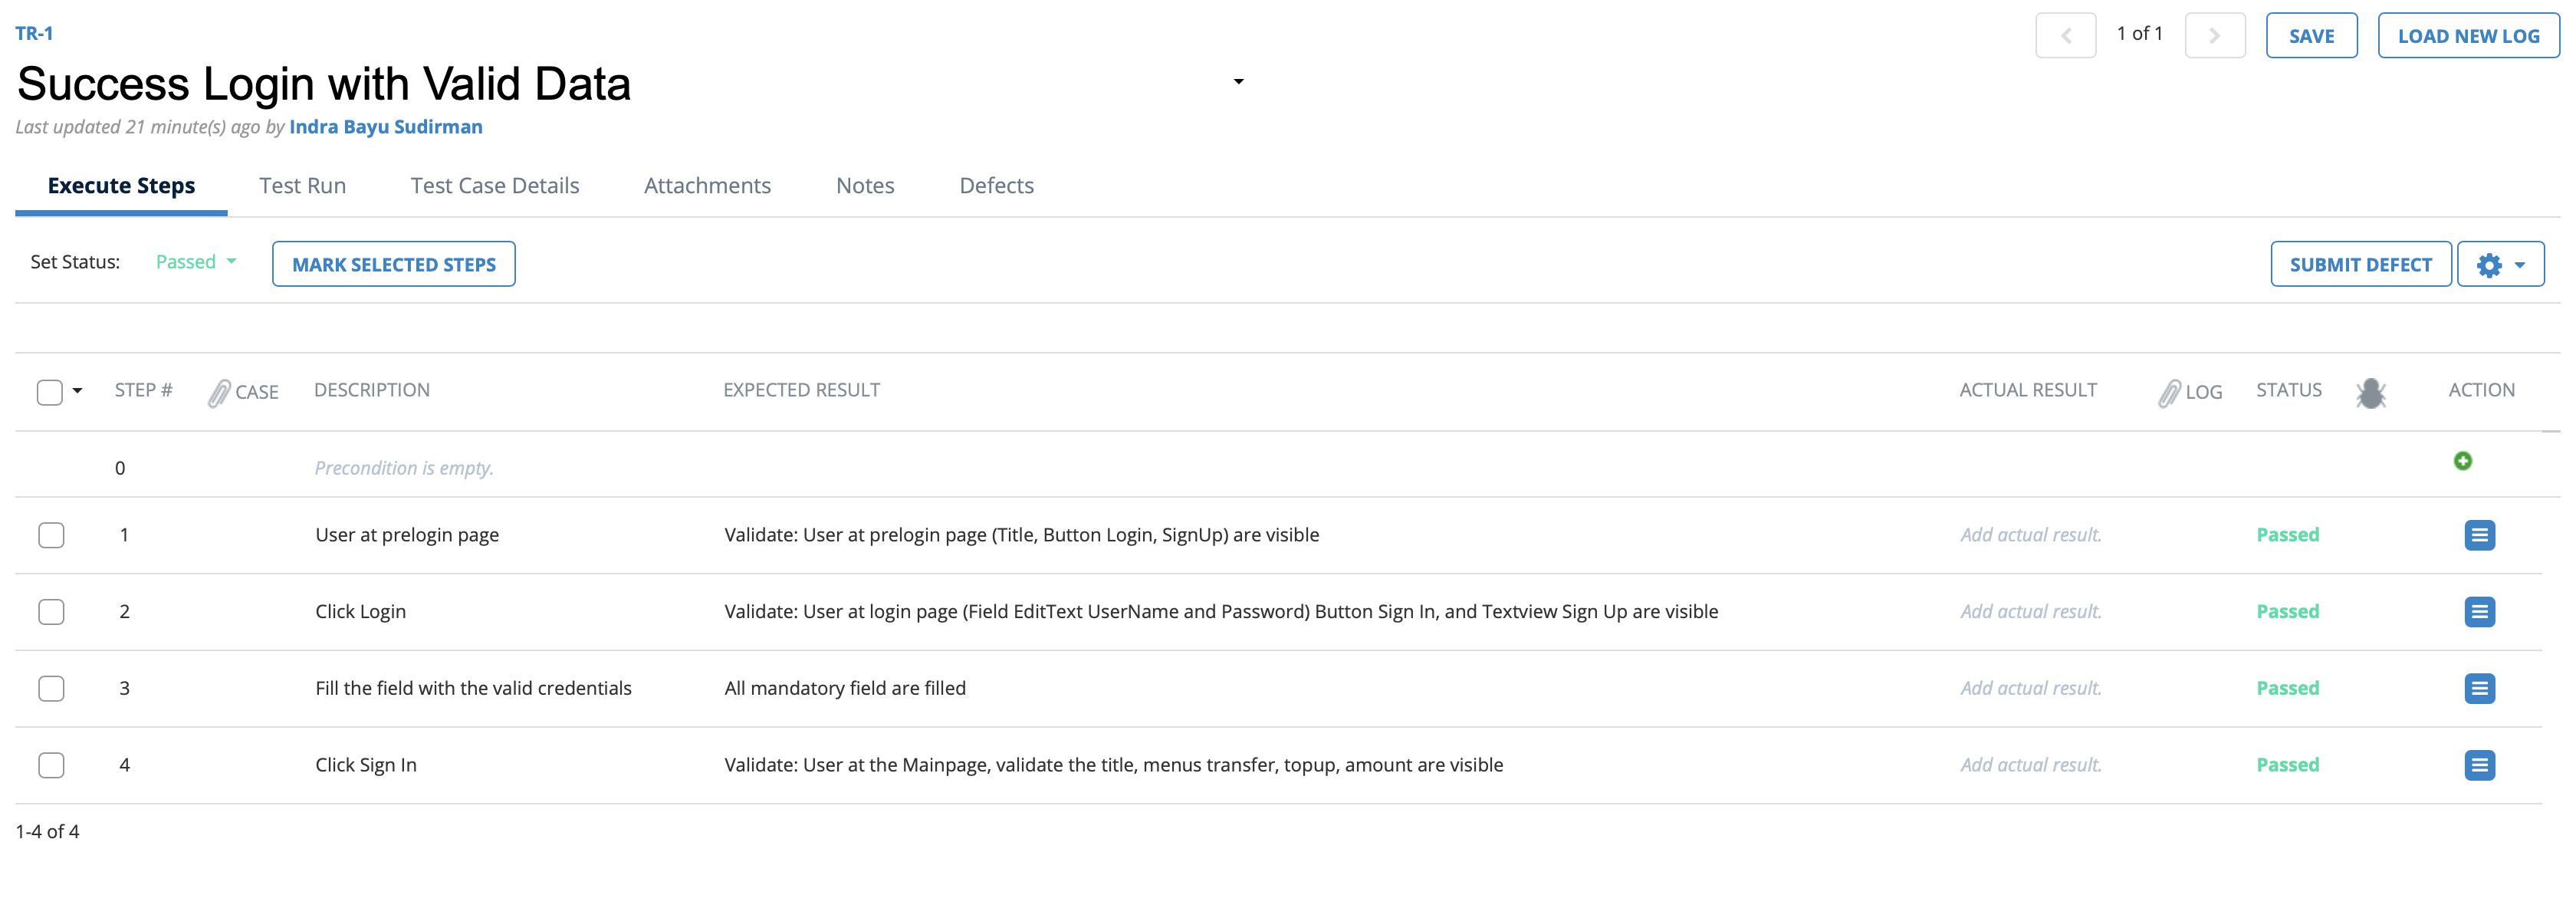 TR-1
1 of 1
SAVE
LOAD NEW LOG
Success Login with Valid Data
Last updated 21 minute(s) ago by Indra Bayu Sudirman
Execute Steps Test Run Test Case Details Attachments Notes Defects
Set Status: Passed MARK SELECTED STEPS SUBMIT DEFECT
STEP # CASE DESCRIPTION EXPECTED RESULT ACTUAL RESULT LOG STATUS ACTION
0 Precondition is empty.
1 User at prelogin page Validate: User at prelogin page (Title, Button Login, SignUp) are visible Add actual result. Passed
2 Click Login Validate: User at login page (Field EditText UserName and Password) Button Sign In, and Textview Sign Up are visible Add actual result. Passed
3 Fill the field with the valid credentials All mandatory field are filled Add actual result. Passed
4 Click Sign In Validate: User at the Mainpage, validate the title, menus transfer, topup, amount are visible Add actual result. Passed
1-4 of 4